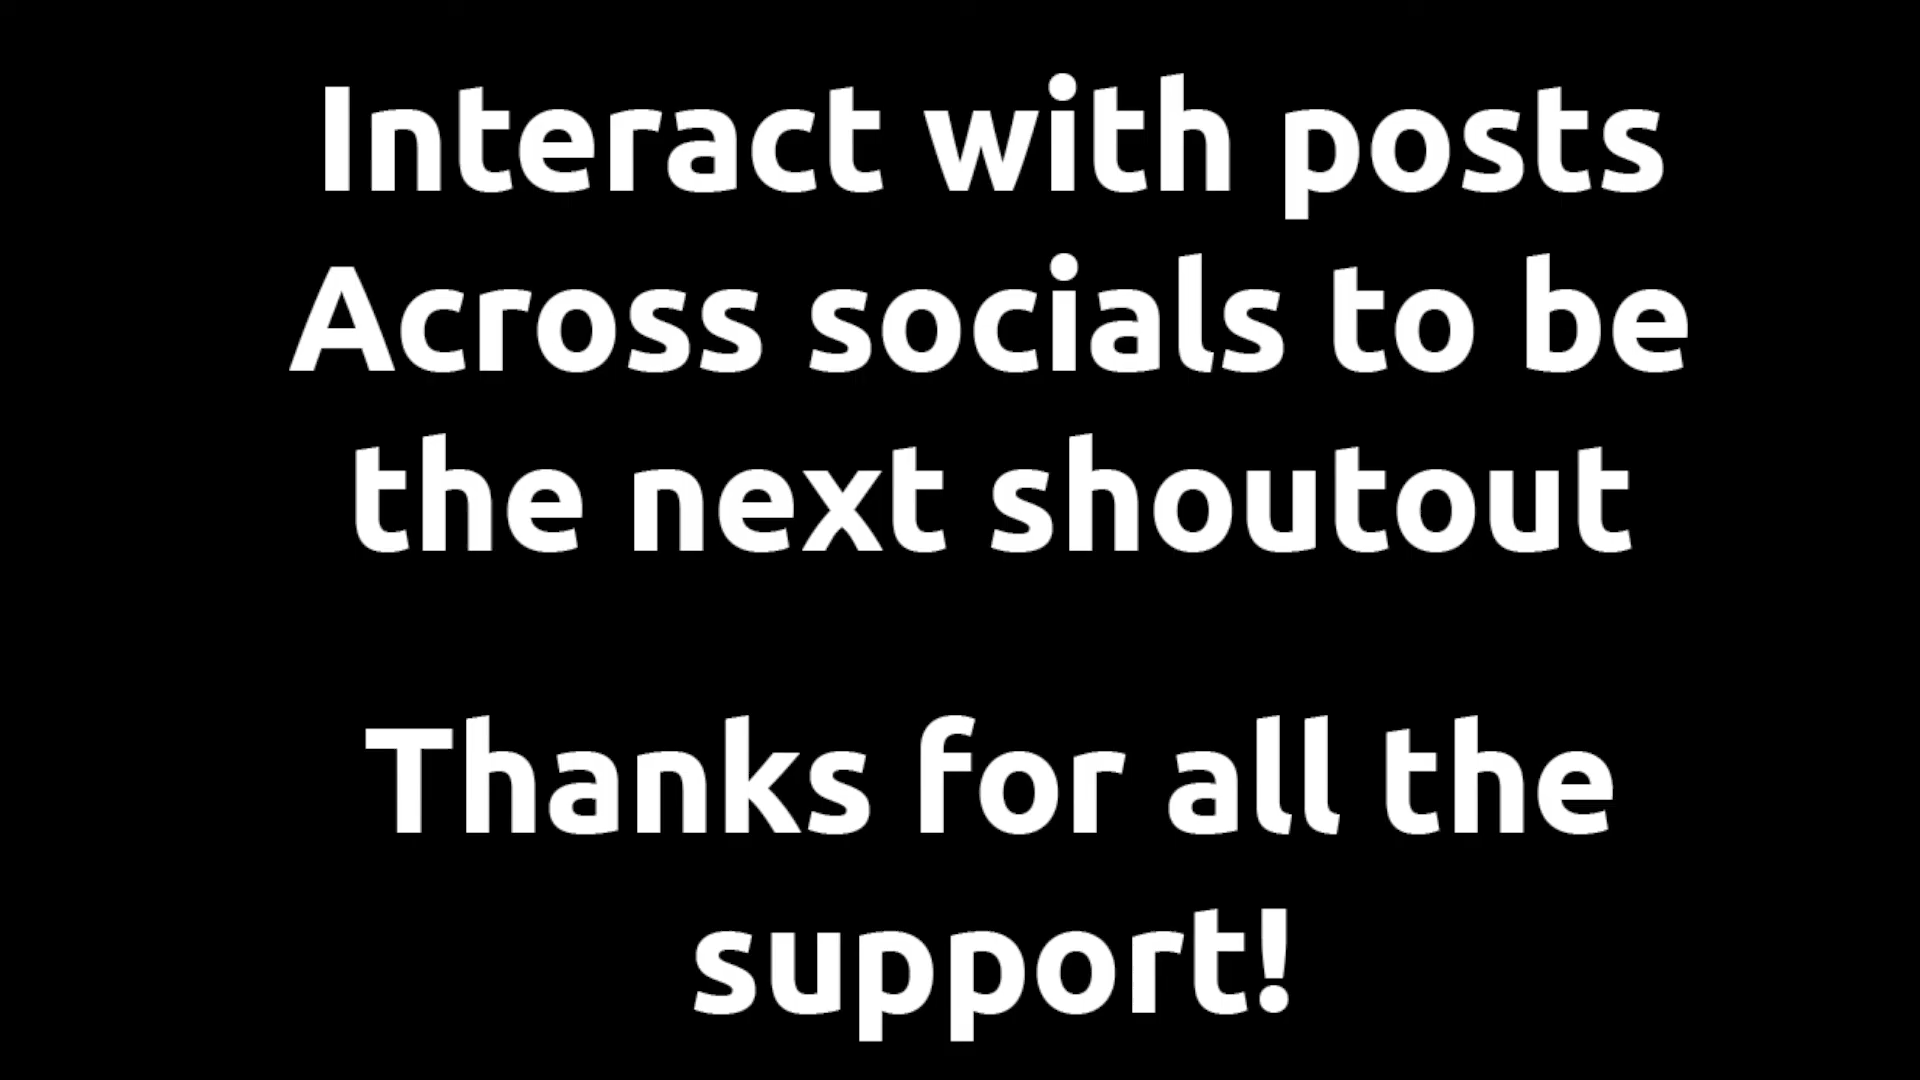 Interact with posts
Across socials to be
the next shoutout
Thanks for all the
support!